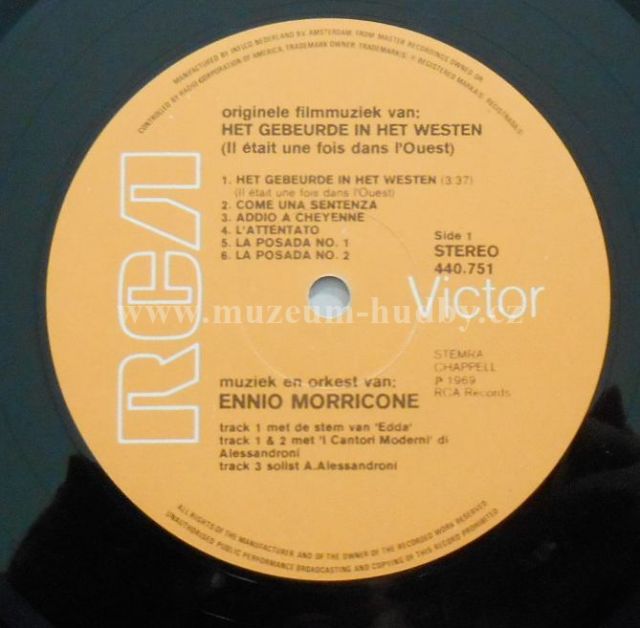 MANUFACTURED BY INELCO NEDERLAND B.V. AMSTERDAM, FROM MASTER RECORDINGS OWNED OR
CONTROLLED BY RADIO CORPORATION OF AMERICA. TRADEMARK OWNER, TRADEMARK(S) ® REGISTERED MARKA(S) REGISTRADA(S)
originele filmmuziek van:
HET GEBEURDE IN HET WESTEN
(Il était une fois dans l'Ouest)
1. HET GEBEURDE IN HET WESTEN (3:37)
(Il était une fois dans l'Ouest)
2. COME UNA SENTENZA
3. ADDIO A CHEYENNE
4. L'ATTENTATO
5. LA POSADA NO. 1
6. LA POSADA NO. 2
Side 1
STEREO
440.751
RCA
Victor
www.muzeum-hudby.cz
STEMRA
CHAPPELL
℗ 1969
RCA Records
muziek en orkest van:
ENNIO MORRICONE
track 1 met de stem van 'Edda'
track 1 & 2 met 'I Cantori Moderni' di
Alessandroni
track 3 solist A.Alessandroni
ALL RIGHTS OF THE MANUFACTURER AND OF THE OWNER OF THE RECORDED WORK RESERVED.
UNAUTHORISED PUBLIC PERFORMANCE BROADCASTING AND COPYING OF THIS RECORD PROHIBITED